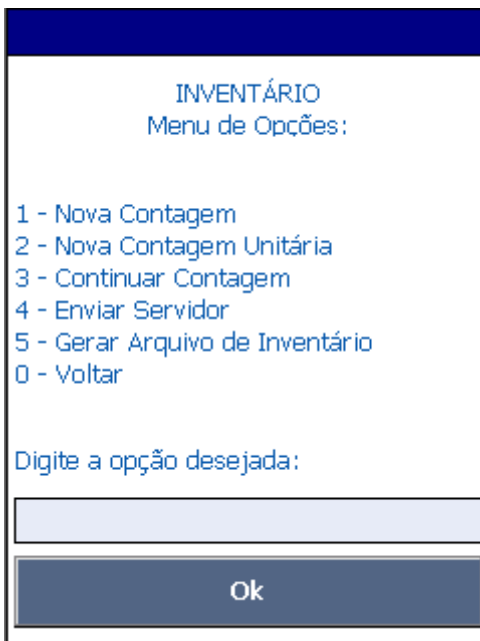 INVENTÁRIO
Menu de Opções:
1 - Nova Contagem
2 - Nova Contagem Unitária
3 - Continuar Contagem
4 - Enviar Servidor
5 - Gerar Arquivo de Inventário
0 - Voltar
Digite a opção desejada:
Ok